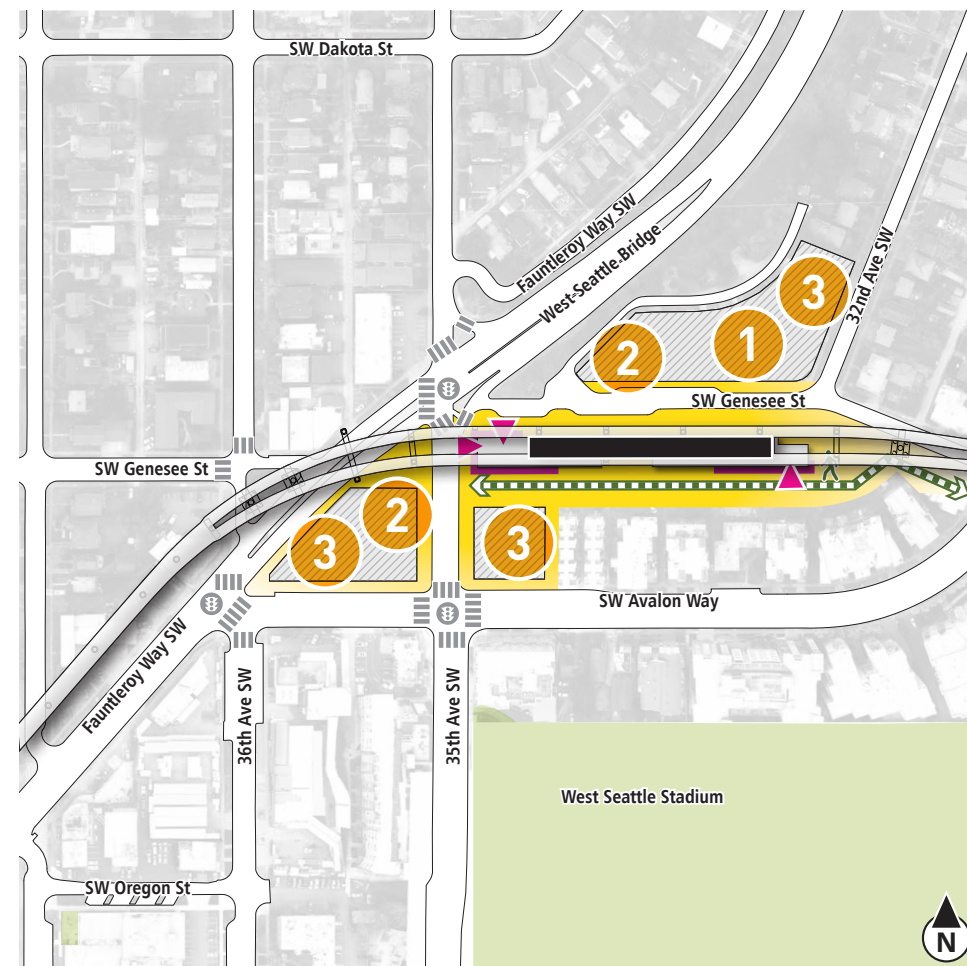 SW Dakota St
Fauntleroy Way SW
West Seattle Bridge
32nd Ave SW
3
1
2
SW Genesee St
SW Genesee St
2
3
3
SW Avalon Way
Fauntleroy Way SW
36th Ave SW
35th Ave SW
West Seattle Stadium
SW Oregon St
N